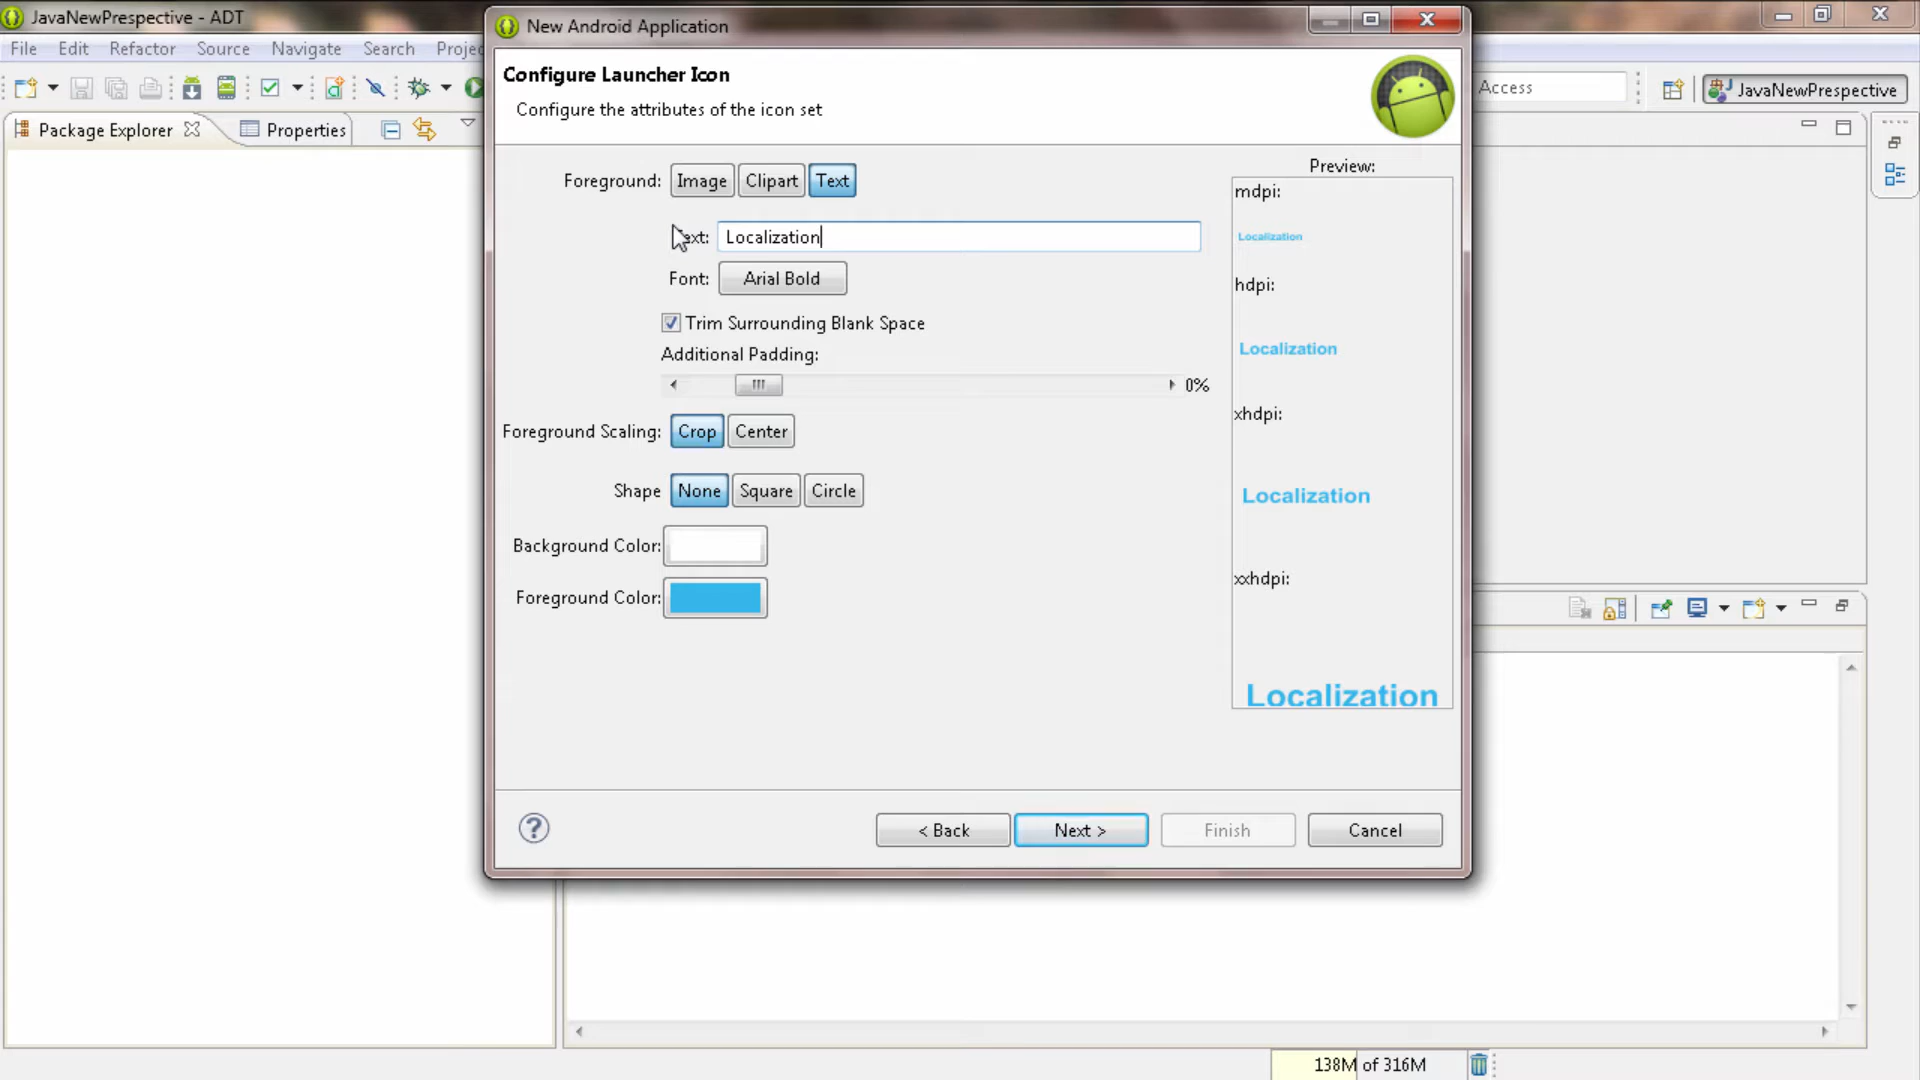 JavaNewPrespective - ADT
File Edit Refactor Source Navigate Search Projec
Access
JavaNewPrespective
Package Explorer
Properties
New Android Application
Configure Launcher Icon
Configure the attributes of the icon set
Foreground: Image Clipart Text
ext: Localization
Font: Arial Bold
Trim Surrounding Blank Space
Additional Padding:
0%
Foreground Scaling: Crop Center
Shape None Square Circle
Background Color:
Foreground Color:
Preview:
mdpi:
Localization
hdpi:
Localization
xhdpi:
Localization
xxhdpi:
Localization
< Back Next > Finish Cancel
138M of 316M